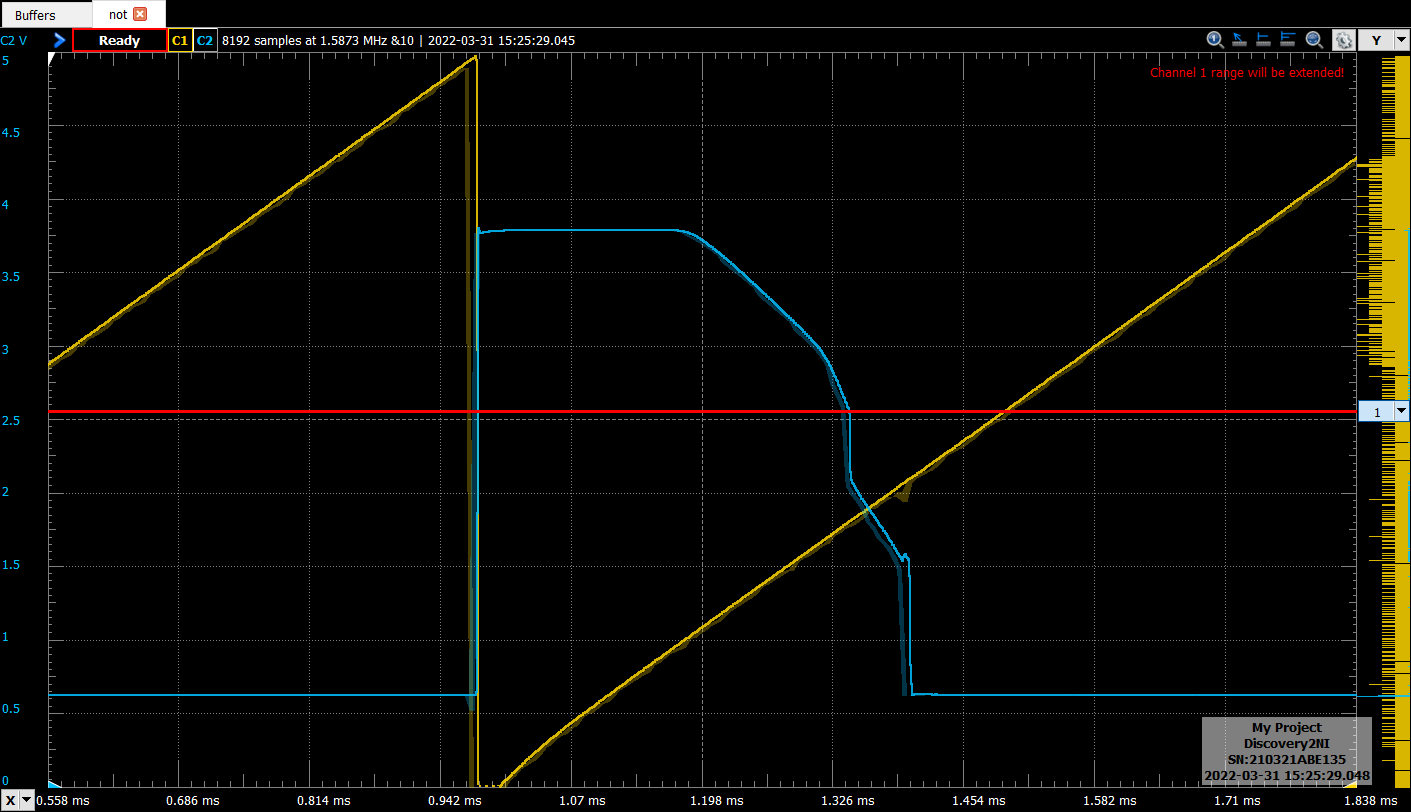 Buffers
not
C2 V
Ready
C1 C2 8192 samples at 1.5873 MHz &10 | 2022-03-31 15:25:29.045
Y
Channel 1 range will be extended!
5
4.5
4
3.5
3
1
2.5
2
1.5
1
0.5
0
My Project
Discovery2NI
SN:210321ABE135
2022-03-31 15:25:29.048
X 0.558 ms 0.686 ms 0.814 ms 0.942 ms 1.07 ms 1.198 ms 1.326 ms 1.454 ms 1.582 ms 1.71 ms 1.838 ms